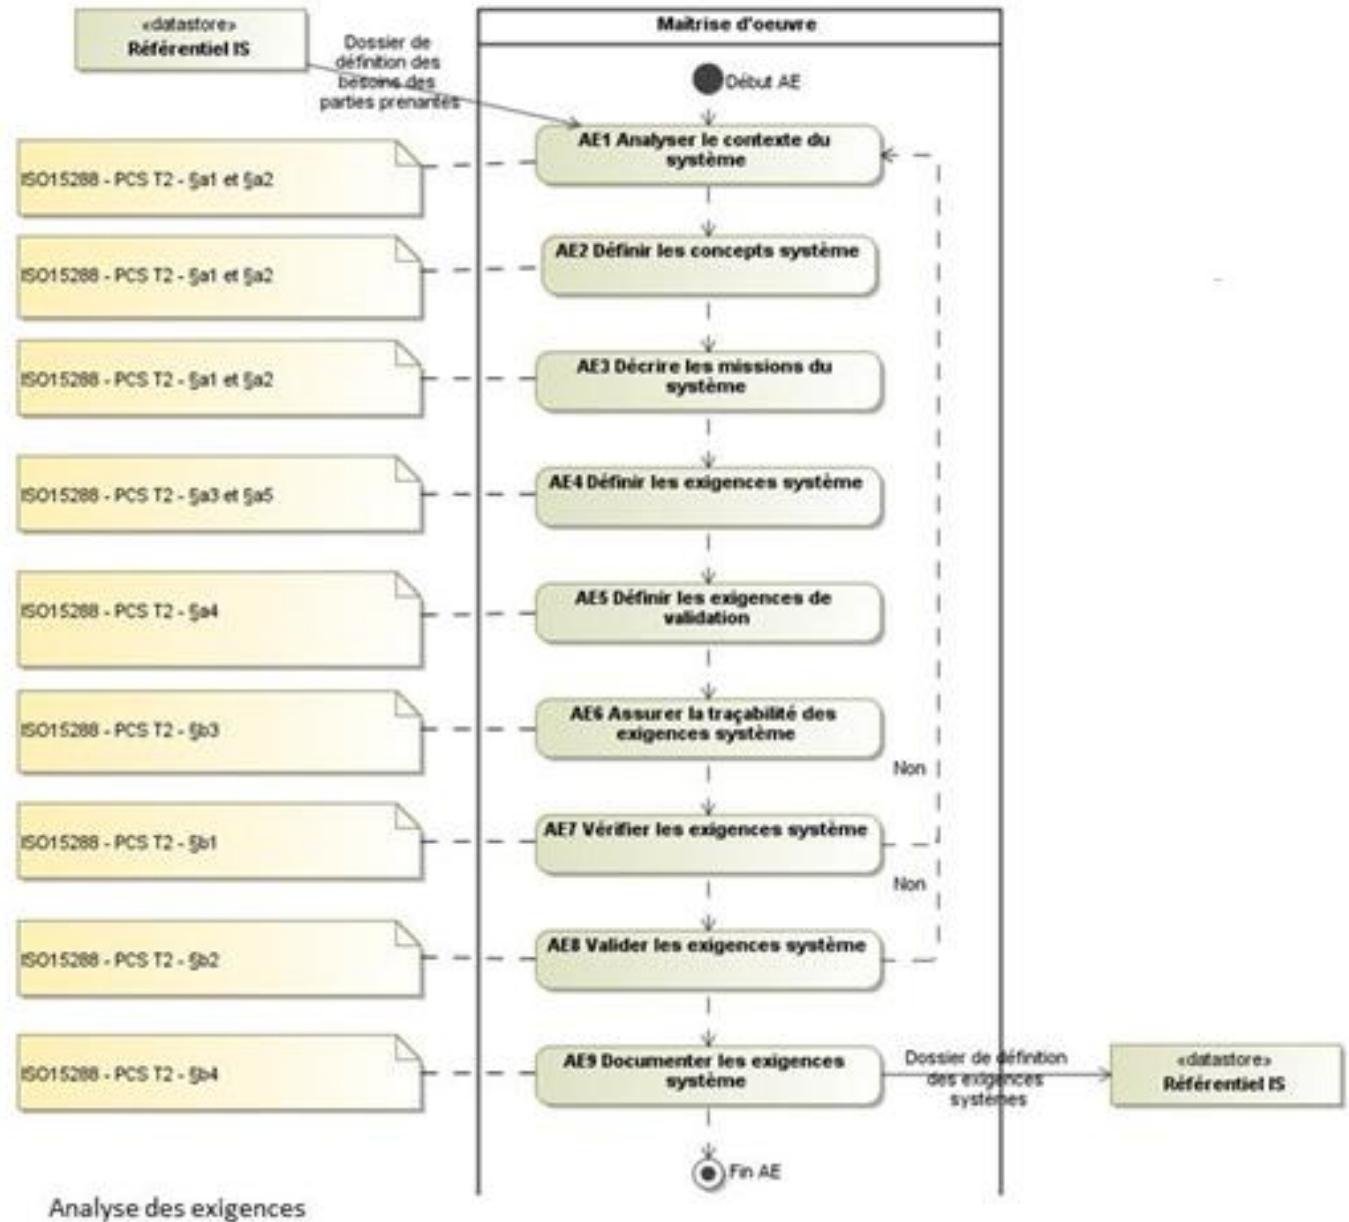 «datastore»
Référentiel IS
Dossier de
définition des
besoins des
parties prenantes
Maîtrise d'oeuvre
Début AE
AE1 Analyser le contexte du
système
ISO15288 - PCS T2 - §a1 et §a2
AE2 Définir les concepts système
ISO15288 - PCS T2 - §a1 et §a2
AE3 Décrire les missions du
système
ISO15288 - PCS T2 - §a1 et §a2
AE4 Définir les exigences système
ISO15288 - PCS T2 - §a3 et §a5
AE5 Définir les exigences de
validation
ISO15288 - PCS T2 - §a4
AE6 Assurer la traçabilité des
exigences système
ISO15288 - PCS T2 - §b3
Non
AE7 Vérifier les exigences système
ISO15288 - PCS T2 - §b1
Non
AE8 Valider les exigences système
ISO15288 - PCS T2 - §b2
AE9 Documenter les exigences
système
ISO15288 - PCS T2 - §b4
Dossier de définition
des exigences
systèmes
«datastore»
Référentiel IS
Fin AE
Analyse des exigences